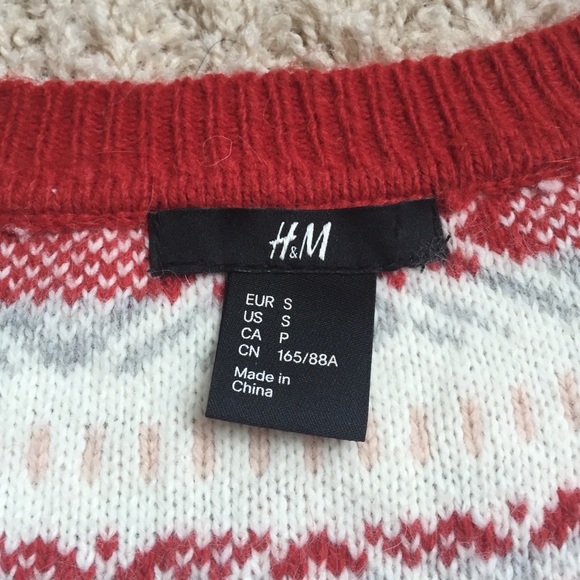 H&M
EUR S
US S
CA P
CN 165/88A
Made in
China